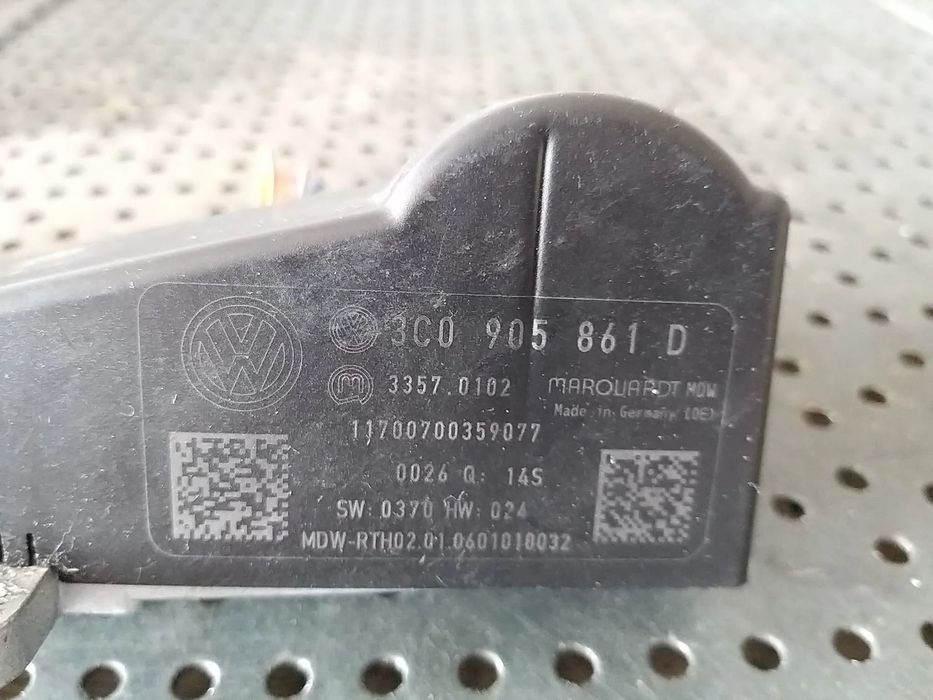 3C0 905 861 D
3357.0102 MARQUARDT MDW
Made in Germany (DE)
11700700359077
0026 Q: 14S
SW: 0370 HW: 024
MDW-RTH02.01.0601010032